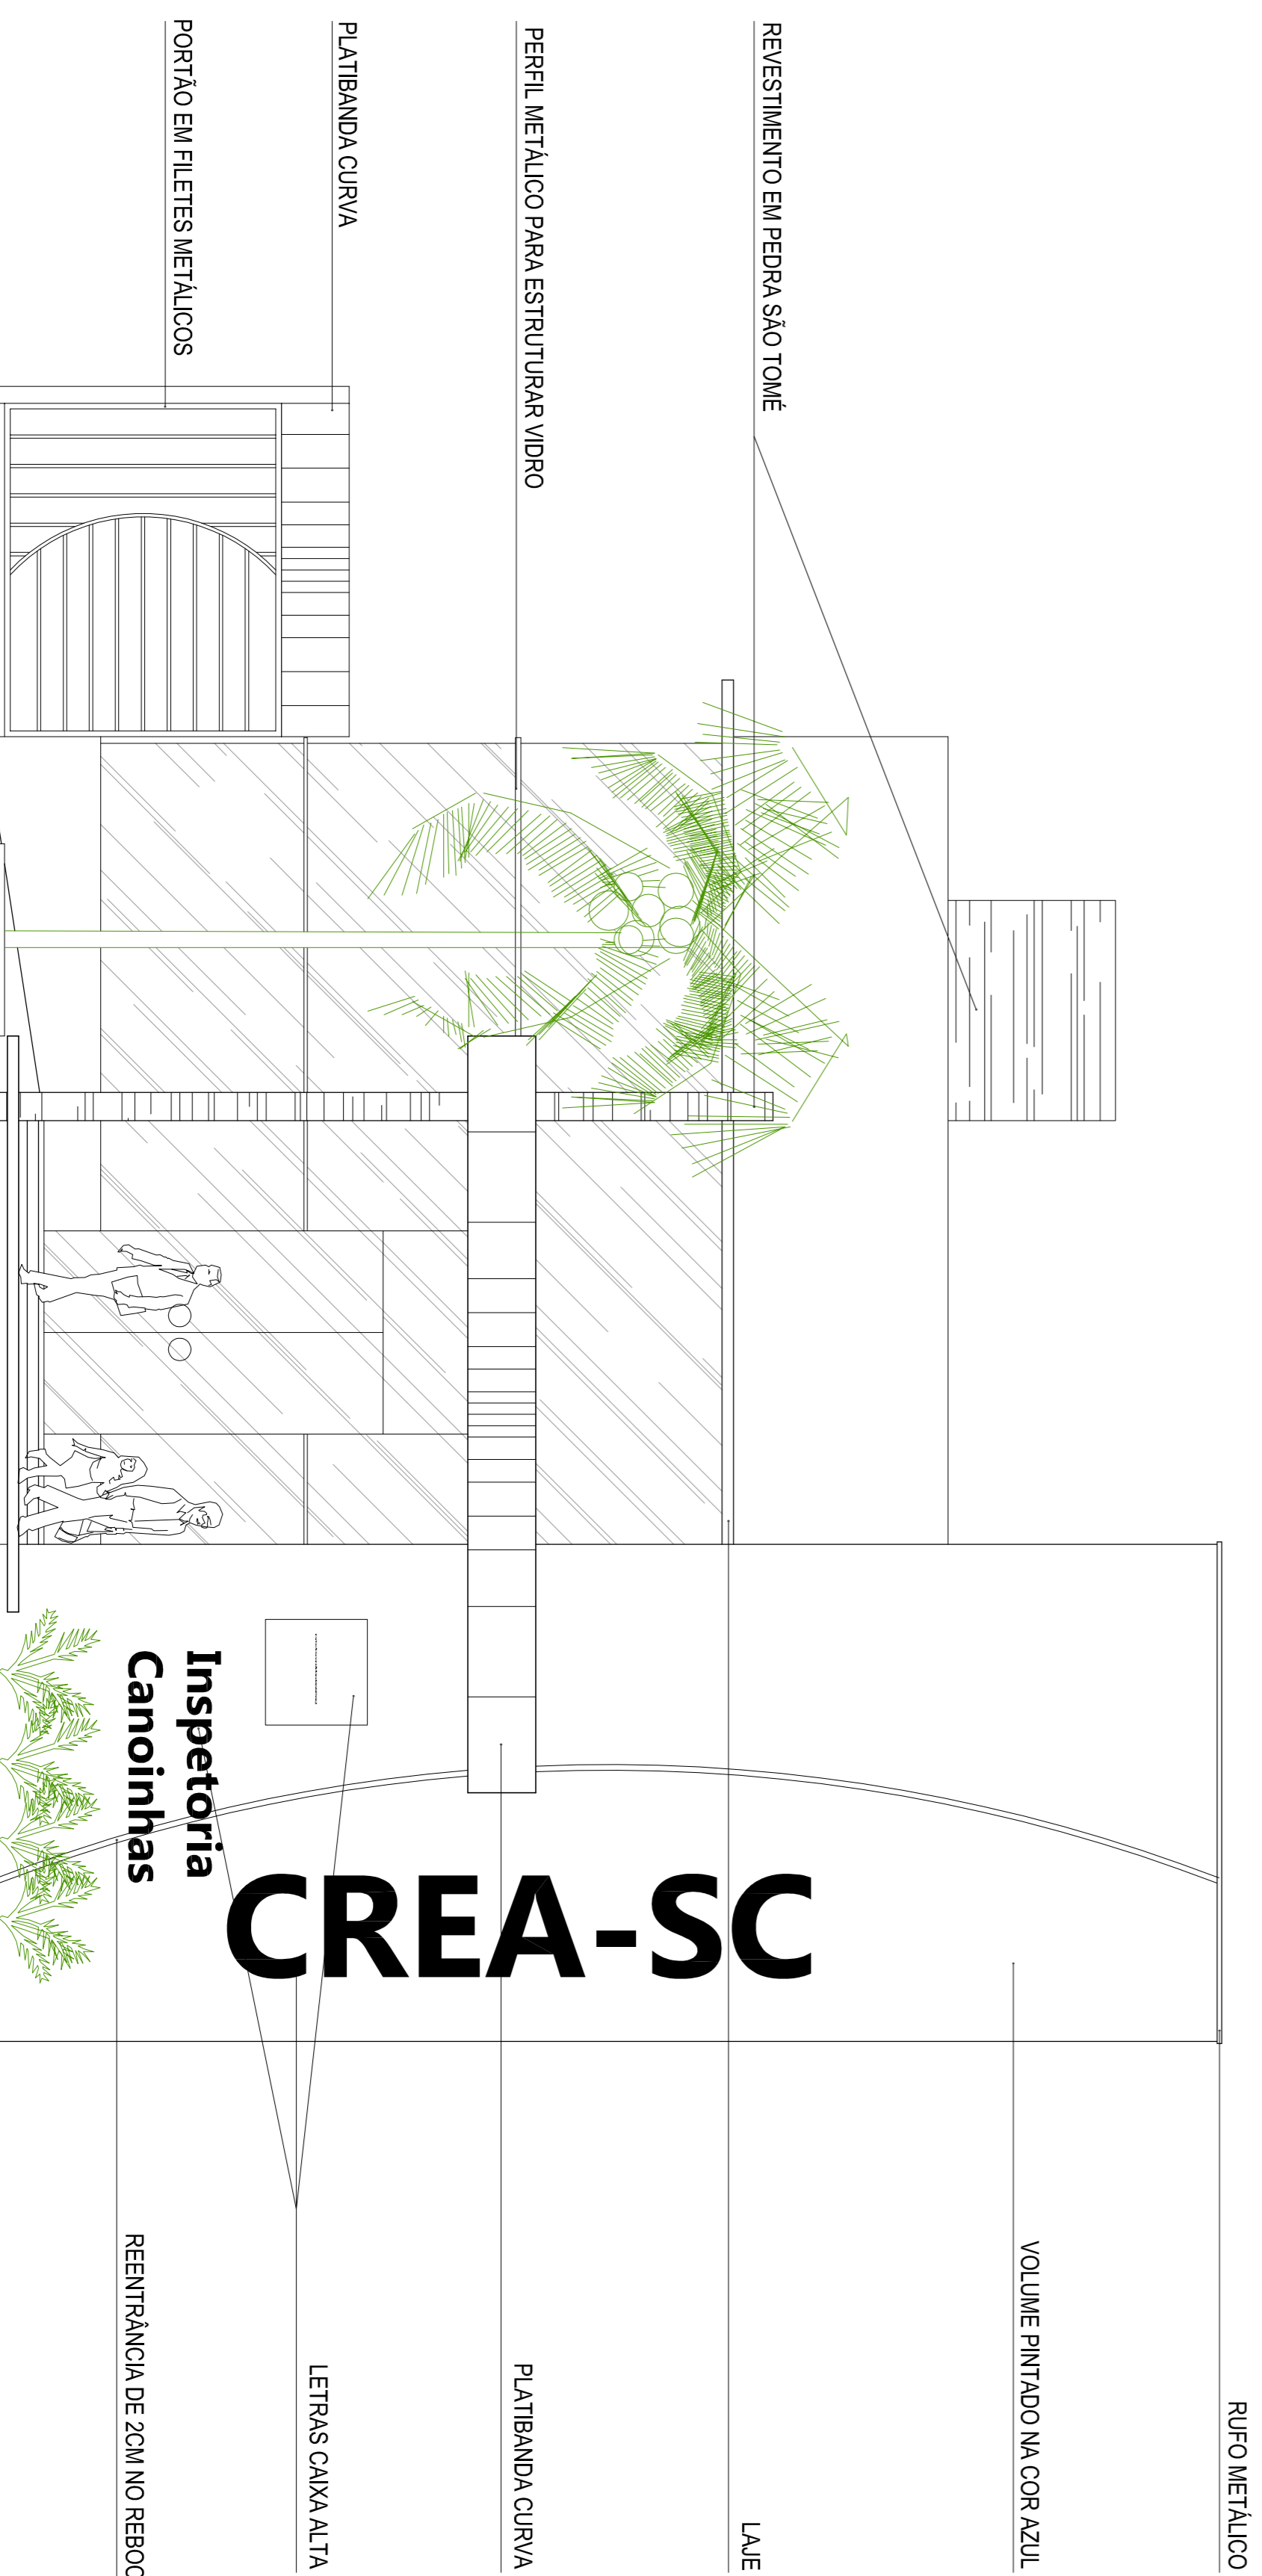 REVESTIMENTO EM PEDRA SÃO TOMÉ
PERFIL METÁLICO PARA ESTRUTURAR VIDRO
PLATIBANDA CURVA
PORTÃO EM FILETES METÁLICOS
RUFO METÁLICO
VOLUME PINTADO NA COR AZUL
LAJE
PLATIBANDA CURVA
LETRAS CAIXA ALTA
REENTRÂNCIA DE 2CM NO REBOC
CREA-SC
Inspetoria
Canoinhas